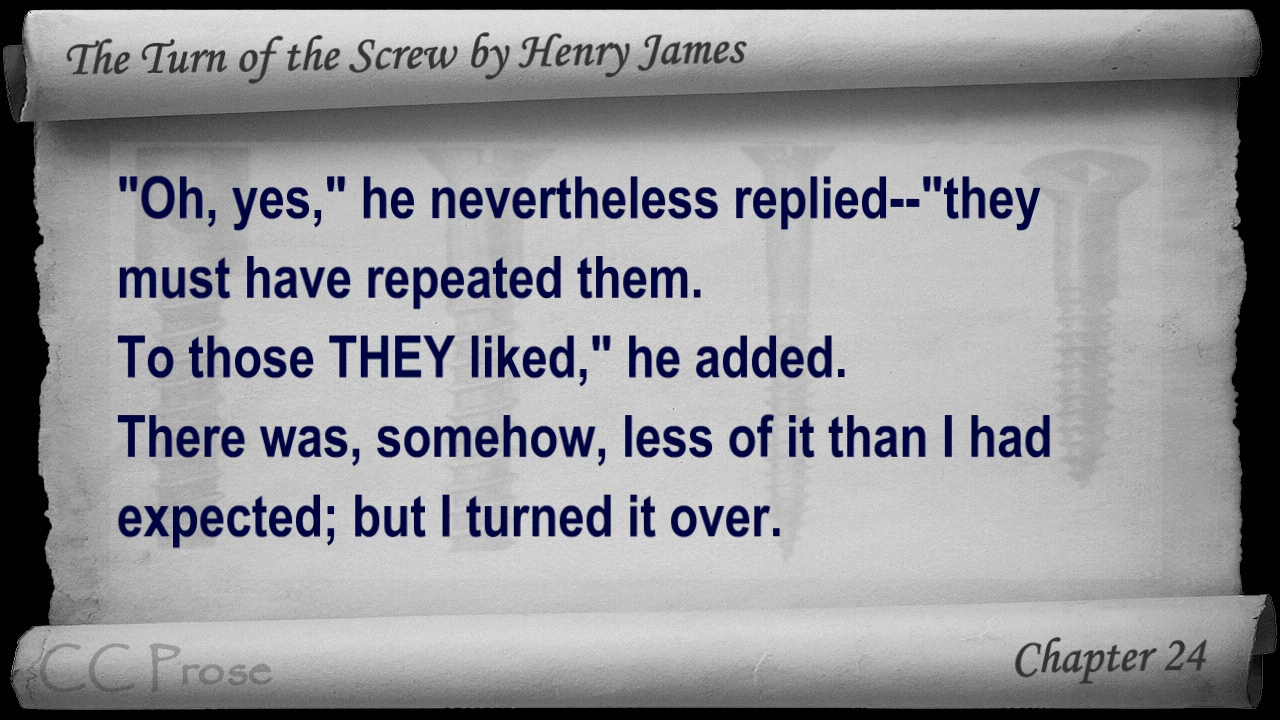 The Turn of the Screw by Henry James
"Oh, yes," he nevertheless replied--"they
must have repeated them.
To those THEY liked," he added.
There was, somehow, less of it than I had
expected; but I turned it over.
CC Prose
Chapter 24